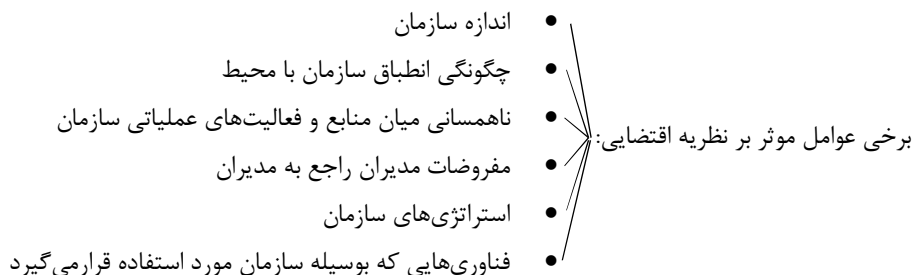 برخی عوامل موثر بر نظریه اقتضایی:
• اندازه سازمان
• چگونگی انطباق سازمان با محیط
• ناهمسانی میان منابع و فعالیت‌های عملیاتی سازمان
• مفروضات مدیران راجع به مدیران
• استراتژی‌های سازمان
• فناوری‌هایی که بوسیله سازمان مورد استفاده قرارمی‌گیرد